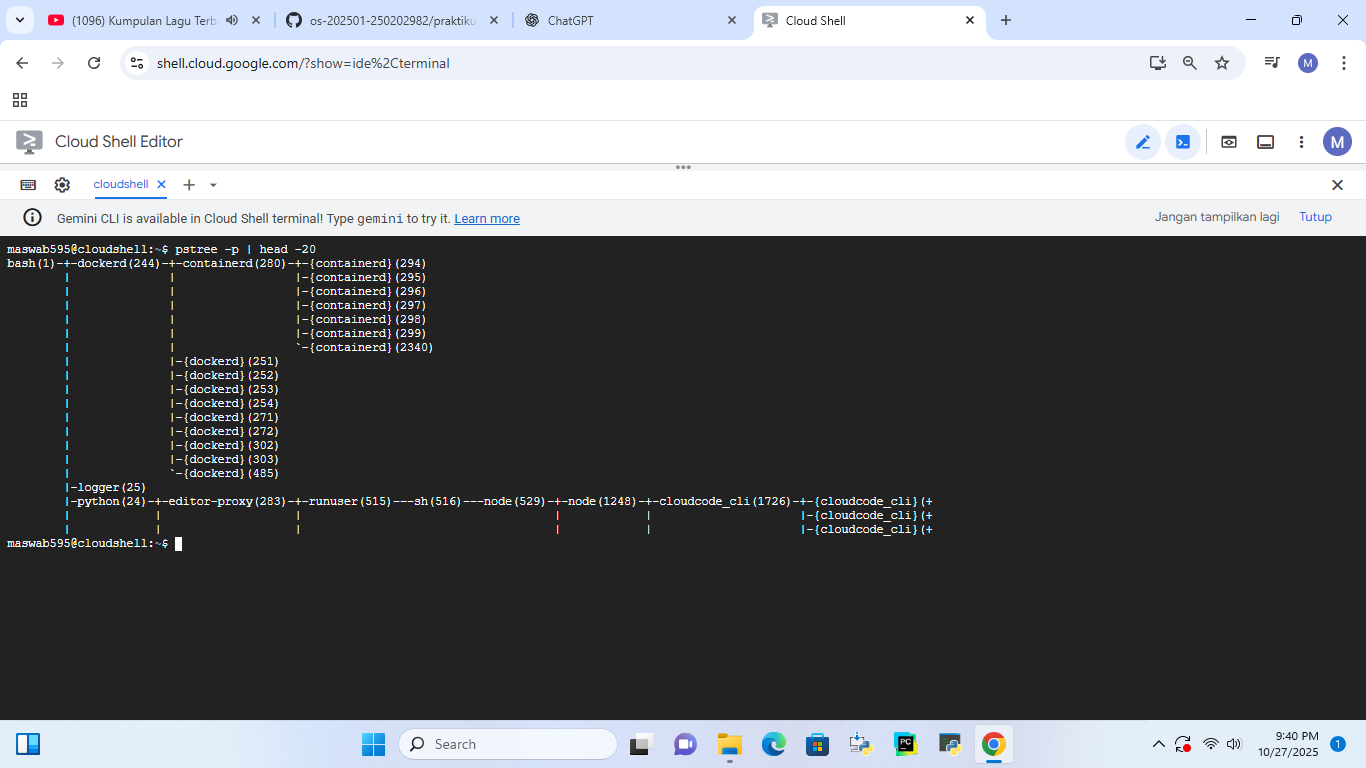 (1096) Kumpulan Lagu Terb
os-202501-250202982/praktiku
ChatGPT
Cloud Shell
shell.cloud.google.com/?show=ide%2Cterminal
M
Cloud Shell Editor
M
cloudshell
Gemini CLI is available in Cloud Shell terminal! Type gemini to try it. Learn more
Jangan tampilkan lagi
Tutup
maswab595@cloudshell:~$ pstree -p | head -20
bash(1)-+-dockerd(244)-+-containerd(280)-+-{containerd}(294)
        |              |                 |-{containerd}(295)
        |              |                 |-{containerd}(296)
        |              |                 |-{containerd}(297)
        |              |                 |-{containerd}(298)
        |              |                 |-{containerd}(299)
        |              |                 `-{containerd}(2340)
        |              |-{dockerd}(251)
        |              |-{dockerd}(252)
        |              |-{dockerd}(253)
        |              |-{dockerd}(254)
        |              |-{dockerd}(271)
        |              |-{dockerd}(272)
        |              |-{dockerd}(302)
        |              |-{dockerd}(303)
        |              `-{dockerd}(485)
        |-logger(25)
        |-python(24)-+-editor-proxy(283)-+-runuser(515)---sh(516)---node(529)-+-node(1248)-+-cloudcode_cli(1726)-+-{cloudcode_cli}(+
        |            |                   |                                    |            |                     |-{cloudcode_cli}(+
        |            |                   |                                    |            |                     |-{cloudcode_cli}(+
maswab595@cloudshell:~$
Search
PC
9:40 PM
10/27/2025
1